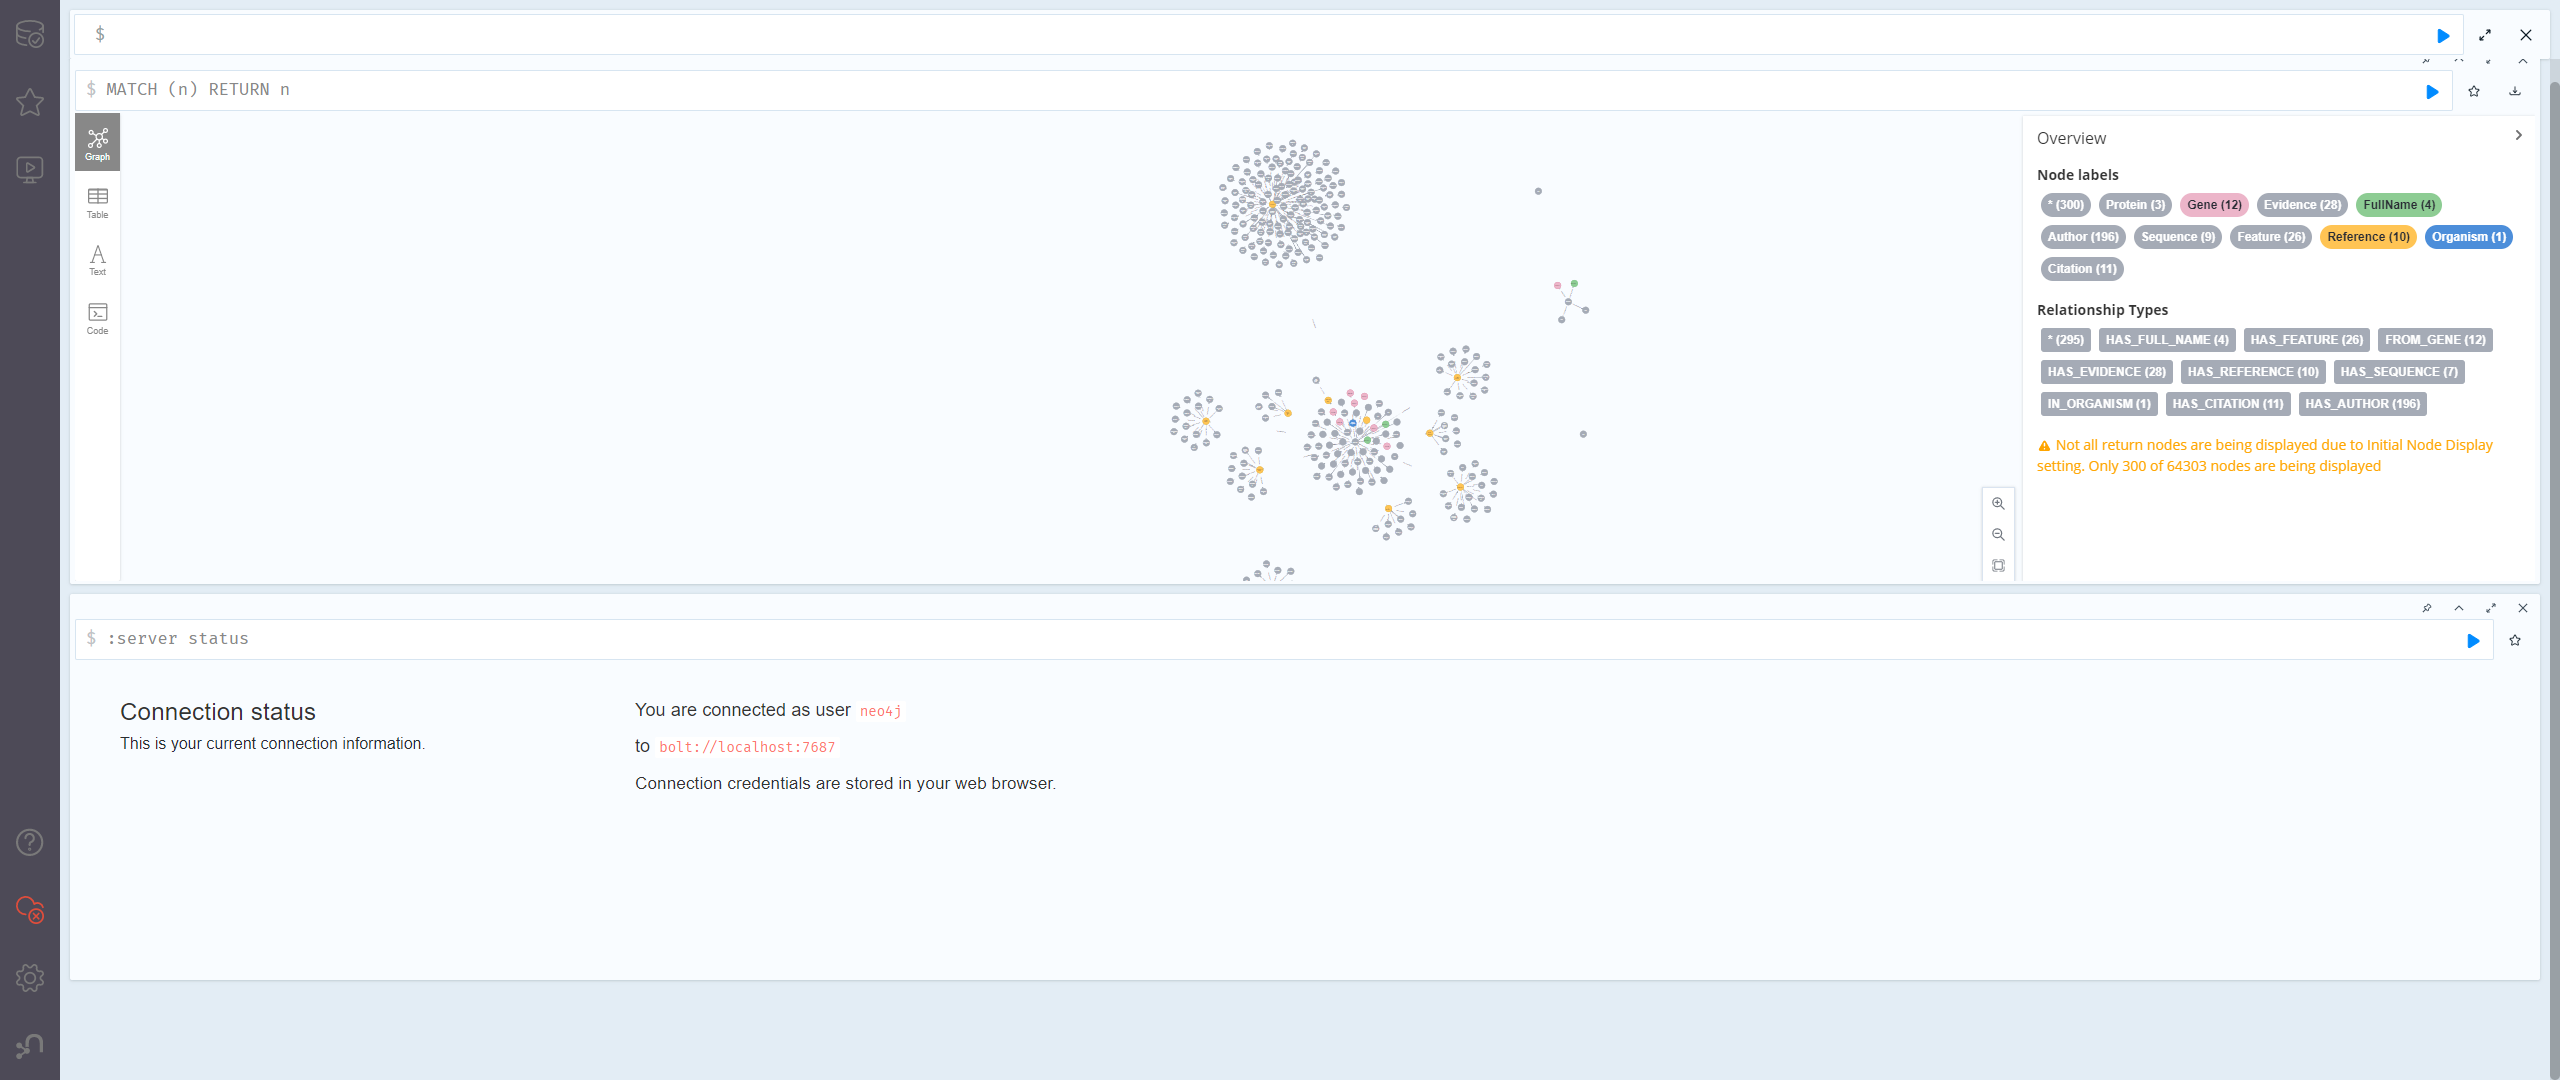 $
$ MATCH (n) RETURN n
Graph
Table
Text
Code
Overview
Node labels
* (300) Protein (3) Gene (12) Evidence (28) FullName (4)
Author (196) Sequence (9) Feature (26) Reference (10) Organism (1)
Citation (11)
Relationship Types
* (295) HAS_FULL_NAME (4) HAS_FEATURE (26) FROM_GENE (12)
HAS_EVIDENCE (28) HAS_REFERENCE (10) HAS_SEQUENCE (7)
IN_ORGANISM (1) HAS_CITATION (11) HAS_AUTHOR (196)
Not all return nodes are being displayed due to Initial Node Display
setting. Only 300 of 64303 nodes are being displayed
$ :server status
Connection status
This is your current connection information.
You are connected as user neo4j
to bolt://localhost:7687
Connection credentials are stored in your web browser.